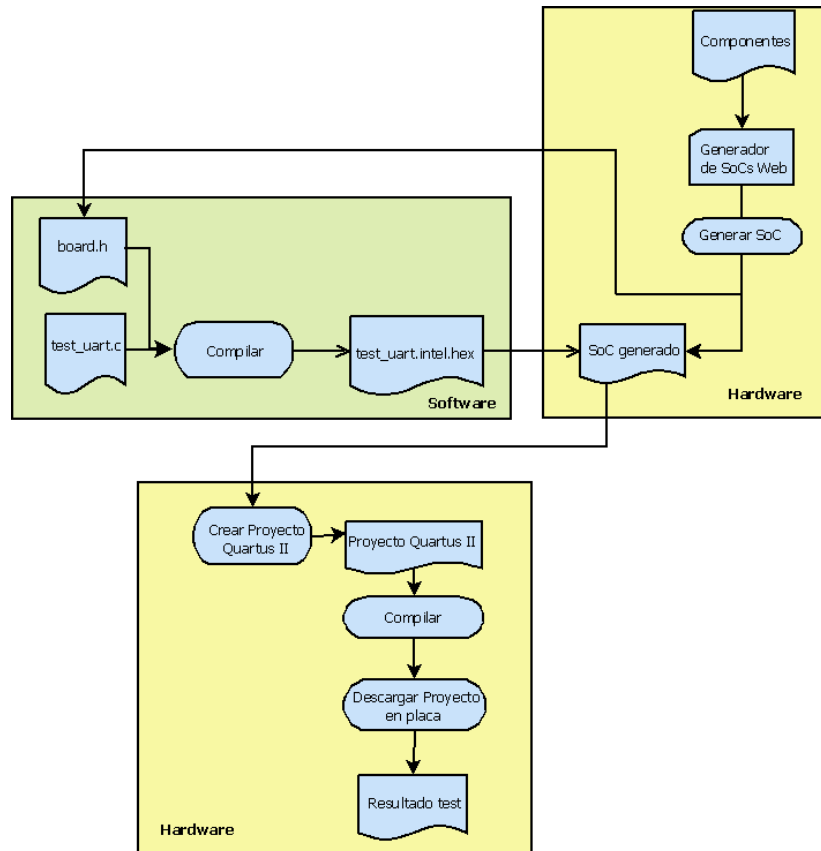 Componentes
Generador
de SoCs Web
Generar SoC
board.h
test_uart.c
Compilar
test_uart.intel.hex
SoC generado
Software
Hardware
Crear Proyecto
Quartus II
Proyecto Quartus II
Compilar
Descargar Proyecto
en placa
Resultado test
Hardware